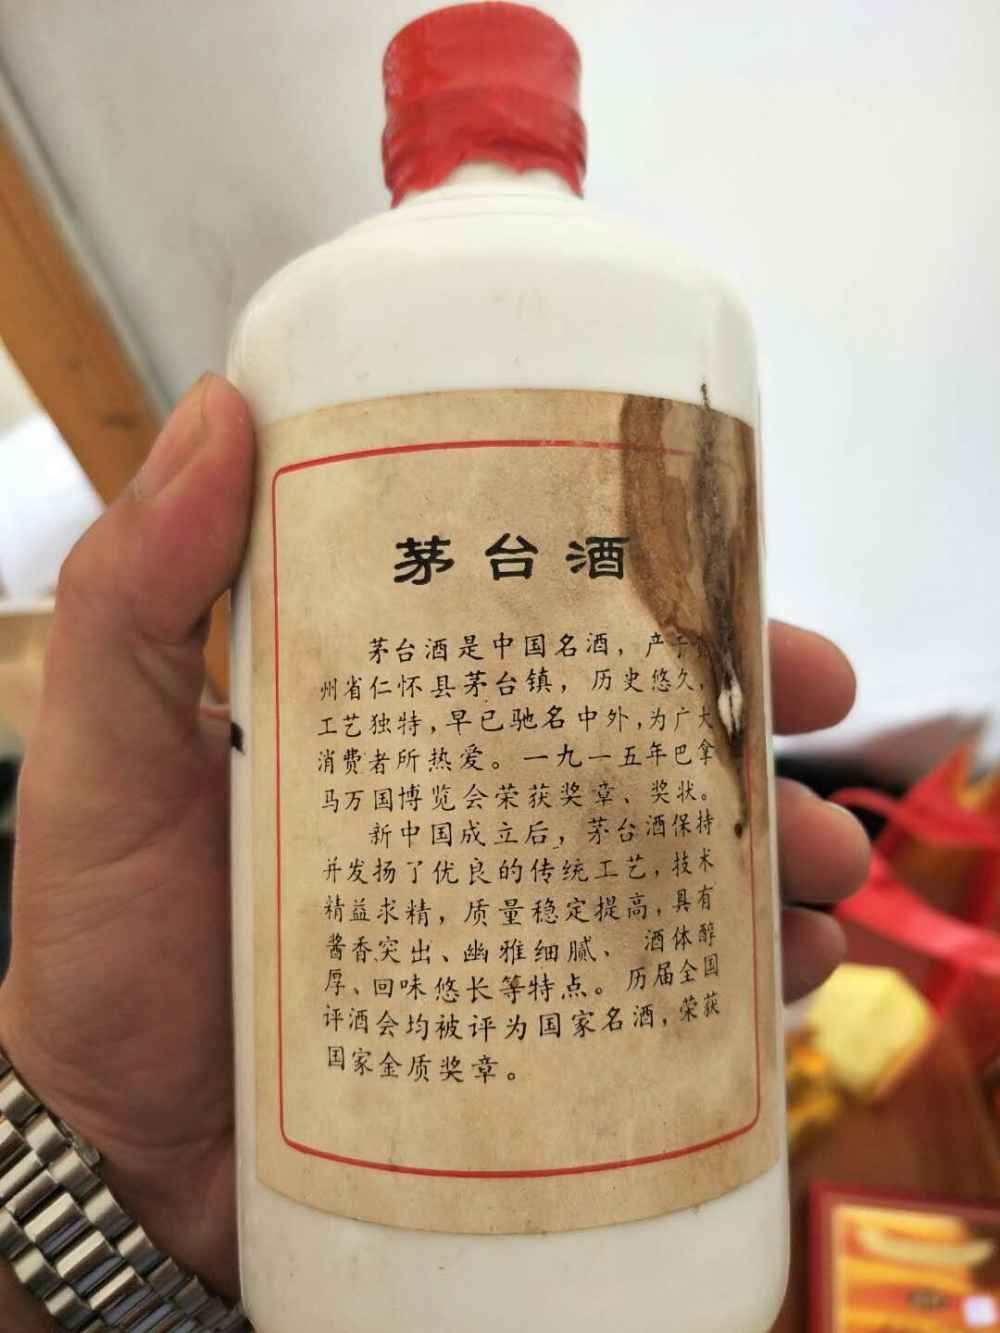 茅台酒
茅台酒是中国名酒，产于
州省仁怀县茅台镇，历史悠久，
工艺独特，早已驰名中外，为广大
消费者所热爱。一九一五年巴拿
马万国博览会荣获奖章、奖状。
新中国成立后，茅台酒保持
并发扬了优良的传统工艺，技术
精益求精，质量稳定提高，具有
酱香突出、幽雅细腻、酒体醇
厚、回味悠长等特点。历届全国
评酒会均被评为国家名酒，荣获
国家金质奖章。